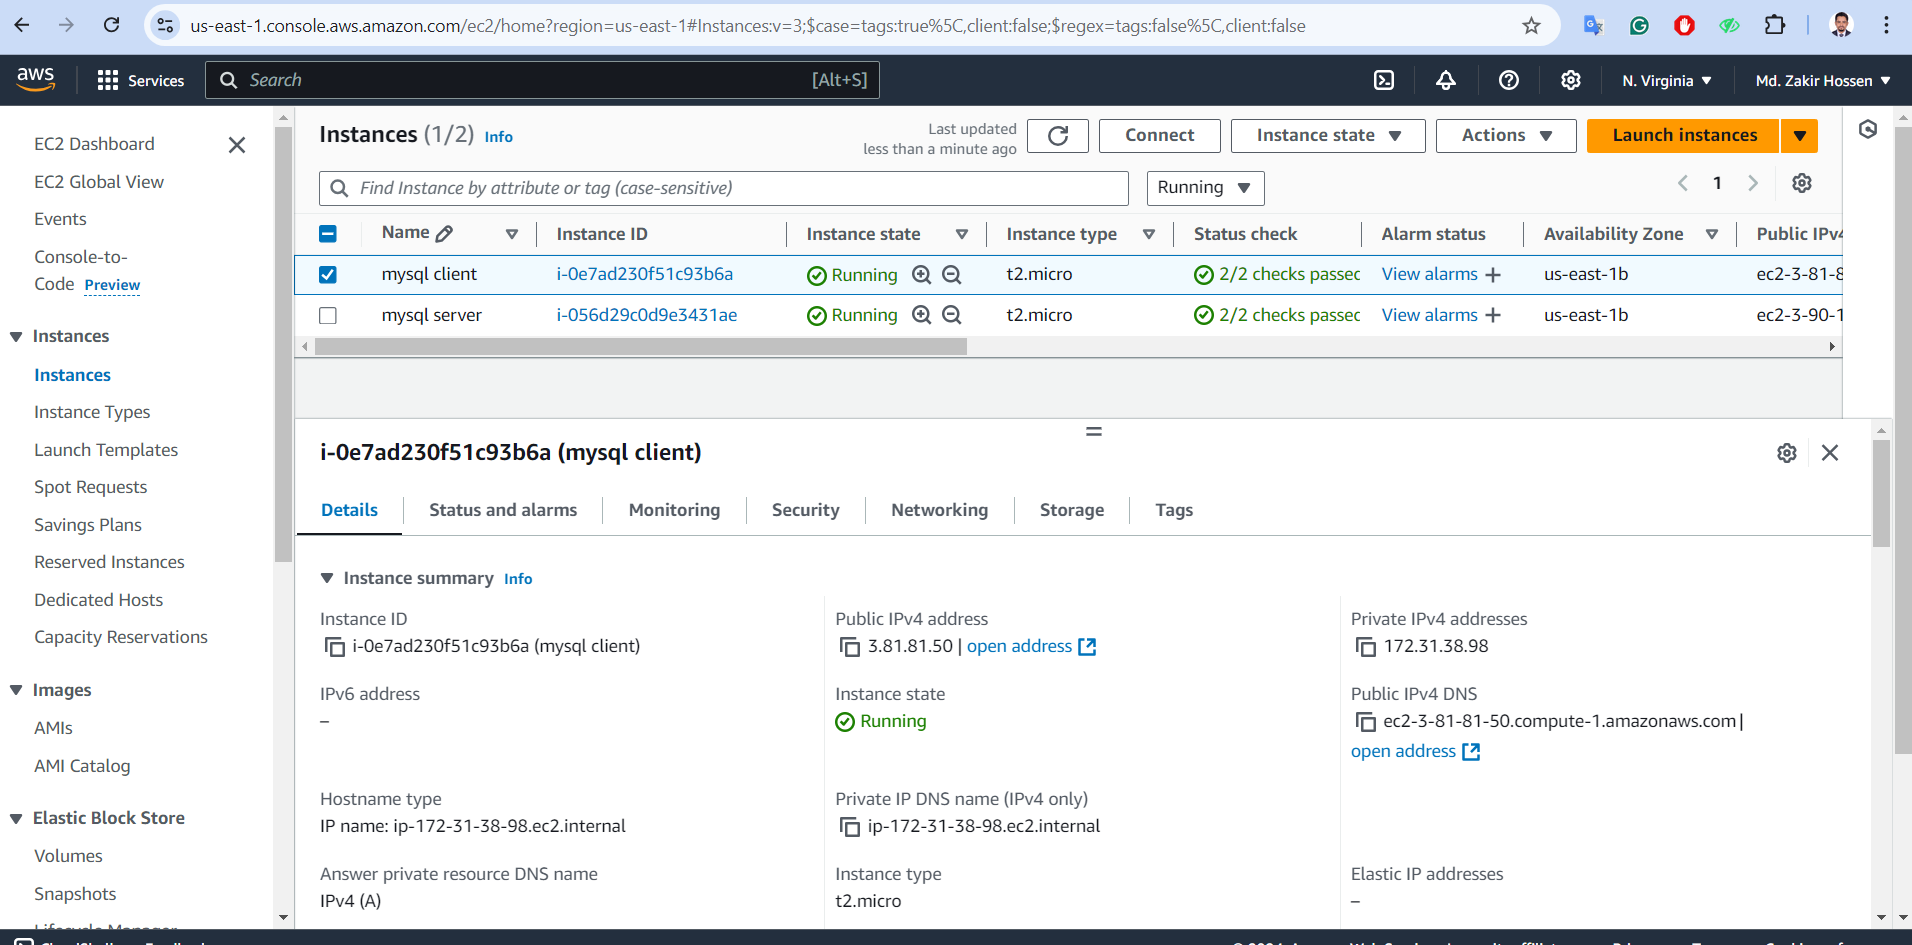 us-east-1.console.aws.amazon.com/ec2/home?region=us-east-1#Instances:v=3;$case=tags:true%5C,client:false;$regex=tags:false%5C,client:false
aws Services Search [Alt+S] N. Virginia Md. Zakir Hossen
EC2 Dashboard
EC2 Global View
Events
Console-to-
Code Preview
Instances
Instances
Instance Types
Launch Templates
Spot Requests
Savings Plans
Reserved Instances
Dedicated Hosts
Capacity Reservations
Images
AMIs
AMI Catalog
Elastic Block Store
Volumes
Snapshots
Lifecycle Manager
Instances (1/2) Info
Last updated
less than a minute ago
Connect Instance state Actions Launch instances
Find Instance by attribute or tag (case-sensitive) Running 1
Name Instance ID Instance state Instance type Status check Alarm status Availability Zone Public IPv4
mysql client i-0e7ad230f51c93b6a Running t2.micro 2/2 checks passec View alarms + us-east-1b ec2-3-81-8
mysql server i-056d29c0d9e3431ae Running t2.micro 2/2 checks passec View alarms + us-east-1b ec2-3-90-1
i-0e7ad230f51c93b6a (mysql client)
Details Status and alarms Monitoring Security Networking Storage Tags
Instance summary Info
Instance ID
i-0e7ad230f51c93b6a (mysql client)
Public IPv4 address
3.81.81.50 | open address
Private IPv4 addresses
172.31.38.98
IPv6 address
–
Instance state
Running
Public IPv4 DNS
ec2-3-81-81-50.compute-1.amazonaws.com |
open address
Hostname type
IP name: ip-172-31-38-98.ec2.internal
Private IP DNS name (IPv4 only)
ip-172-31-38-98.ec2.internal
Answer private resource DNS name
IPv4 (A)
Instance type
t2.micro
Elastic IP addresses
–